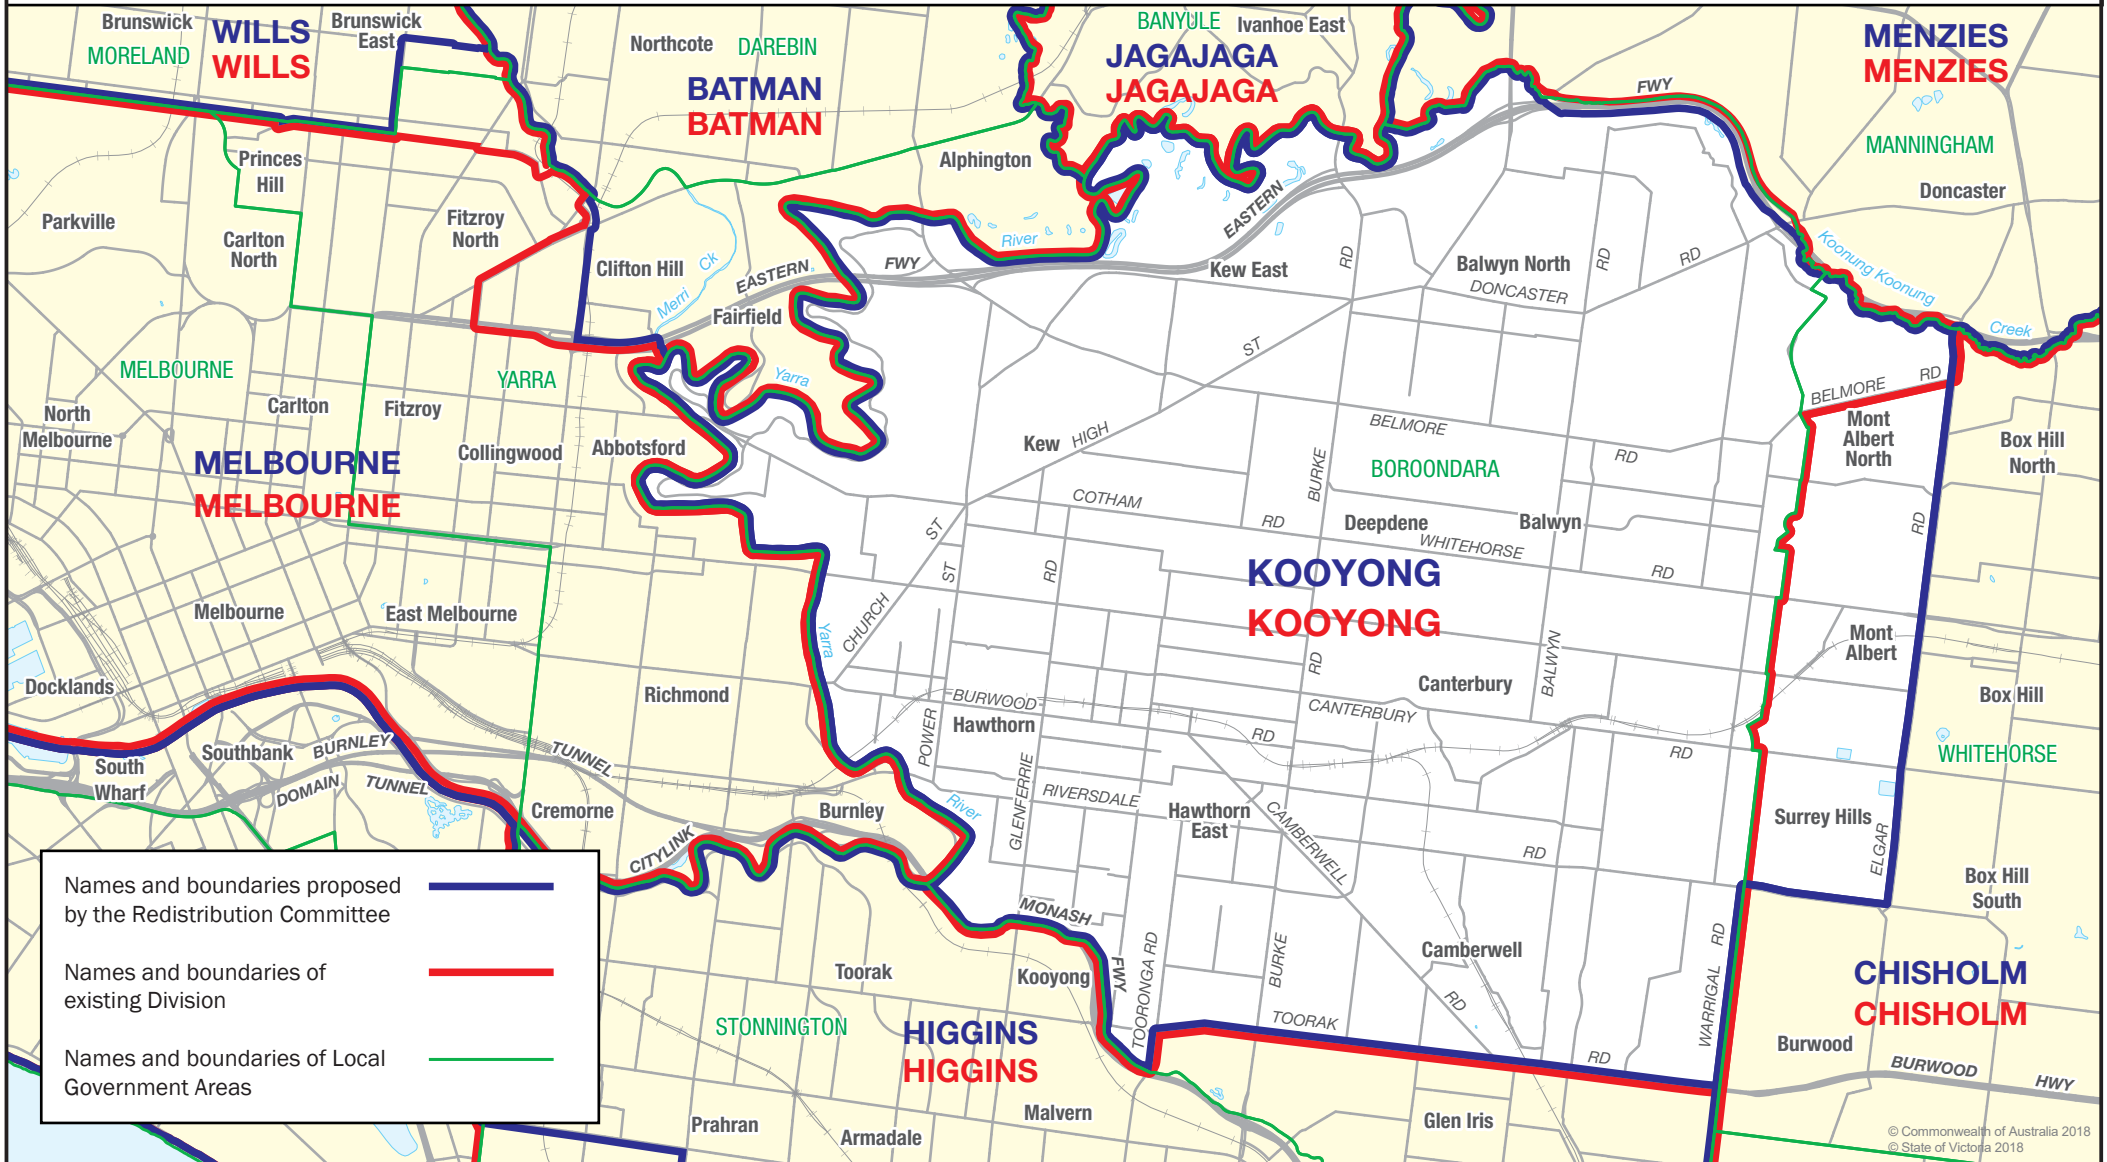 Brunswick
MORELAND
WILLS
WILLS
Brunswick
East
Northcote
DAREBIN
BATMAN
BATMAN
BANYULE
Ivanhoe East
JAGAJAGA
JAGAJAGA
FWY
MENZIES
MENZIES
MANNINGHAM
Doncaster
Princes
Hill
Parkville
Carlton
North
Fitzroy
North
Clifton Hill
Merri
Ck
EASTERN
FWY
Fairfield
Alphington
River
EASTERN
Kew East
RD
Balwyn North
DONCASTER
RD
RD
Koonung Koonung
Creek
MELBOURNE
YARRA
Yarra
North
Melbourne
Carlton
Fitzroy
Collingwood
Abbotsford
MELBOURNE
MELBOURNE
Kew
HIGH
ST
BELMORE
RD
BELMORE
RD
Mont
Albert
North
Box Hill
North
BURKE
BOROONDARA
COTHAM
RD
Deepdene
WHITEHORSE
Balwyn
RD
RD
ST
CHURCH
ST
RD
KOOYONG
KOOYONG
Melbourne
East Melbourne
Yarra
Docklands
Richmond
RD
BALWYN
Mont
Albert
Canterbury
CANTERBURY
RD
BURWOOD
Hawthorn
RD
POWER
Box Hill
WHITEHORSE
Southbank
BURNLEY
TUNNEL
South
Wharf
DOMAIN
TUNNEL
Cremorne
CITYLINK
Burnley
River
GLENFERRIE
RIVERSDALE
Hawthorn
East
CAMBERWELL
RD
RD
Surrey Hills
ELGAR
Box Hill
South
MONASH
FWY
Toorak
Kooyong
TOORONGA RD
BURKE
Camberwell
RD
WARRIGAL
CHISHOLM
CHISHOLM
STONNINGTON
HIGGINS
HIGGINS
TOORAK
RD
Burwood
BURWOOD
HWY
Prahran
Armadale
Malvern
Glen Iris
Names and boundaries proposed
by the Redistribution Committee
Names and boundaries of
existing Division
Names and boundaries of Local
Government Areas
© Commonwealth of Australia 2018
© State of Victoria 2018